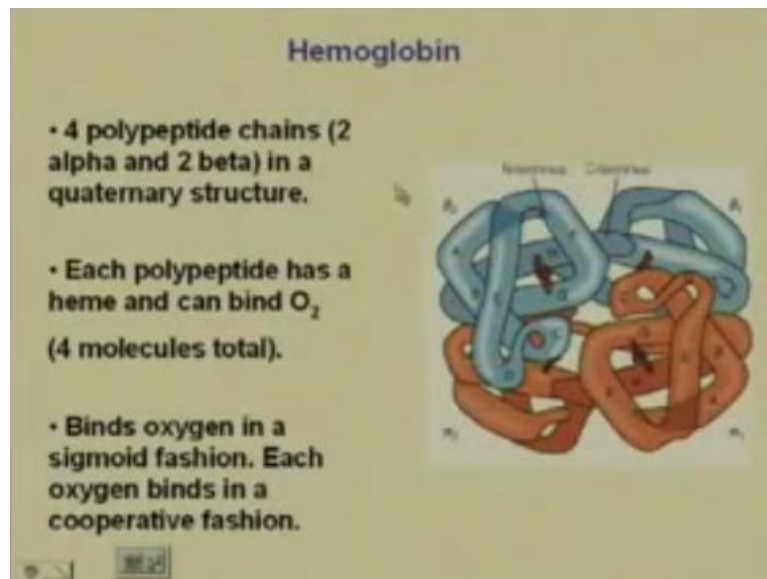 Hemoglobin
• 4 polypeptide chains (2
alpha and 2 beta) in a
quaternary structure.
• Each polypeptide has a
heme and can bind O₂
(4 molecules total).
• Binds oxygen in a
sigmoid fashion. Each
oxygen binds in a
cooperative fashion.